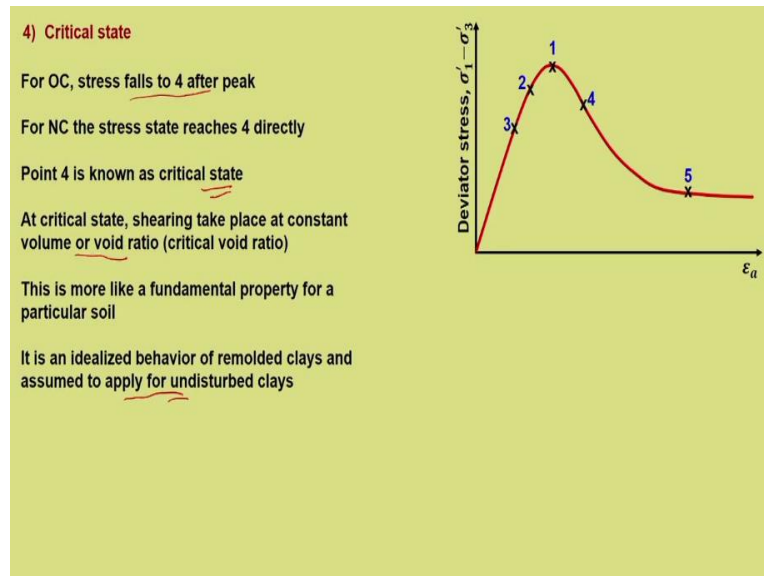 4) Critical state
For OC, stress falls to 4 after peak
For NC the stress state reaches 4 directly
Point 4 is known as critical state
At critical state, shearing take place at constant
volume or void ratio (critical void ratio)
This is more like a fundamental property for a
particular soil
It is an idealized behavior of remolded clays and
assumed to apply for undisturbed clays
Deviator stress, σ′₁−σ′₃
1
2
3
4
5
εₐ